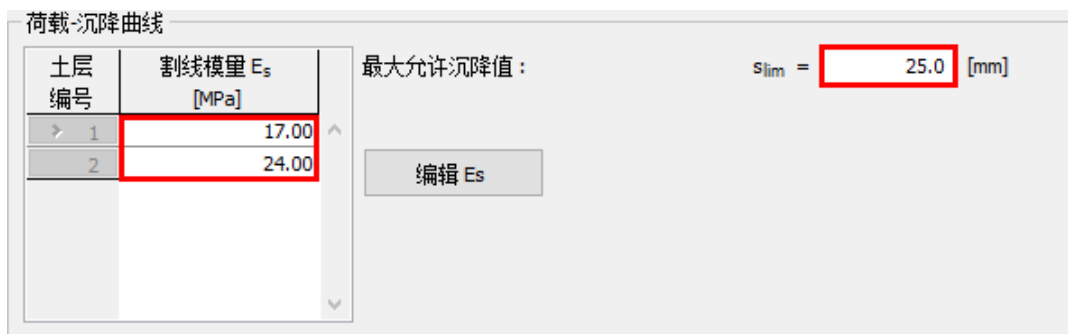 荷载-沉降曲线
土层编号 割线模量 Es [MPa]
1 17.00
2 24.00
最大允许沉降值: slim = 25.0 [mm]
编辑 Es